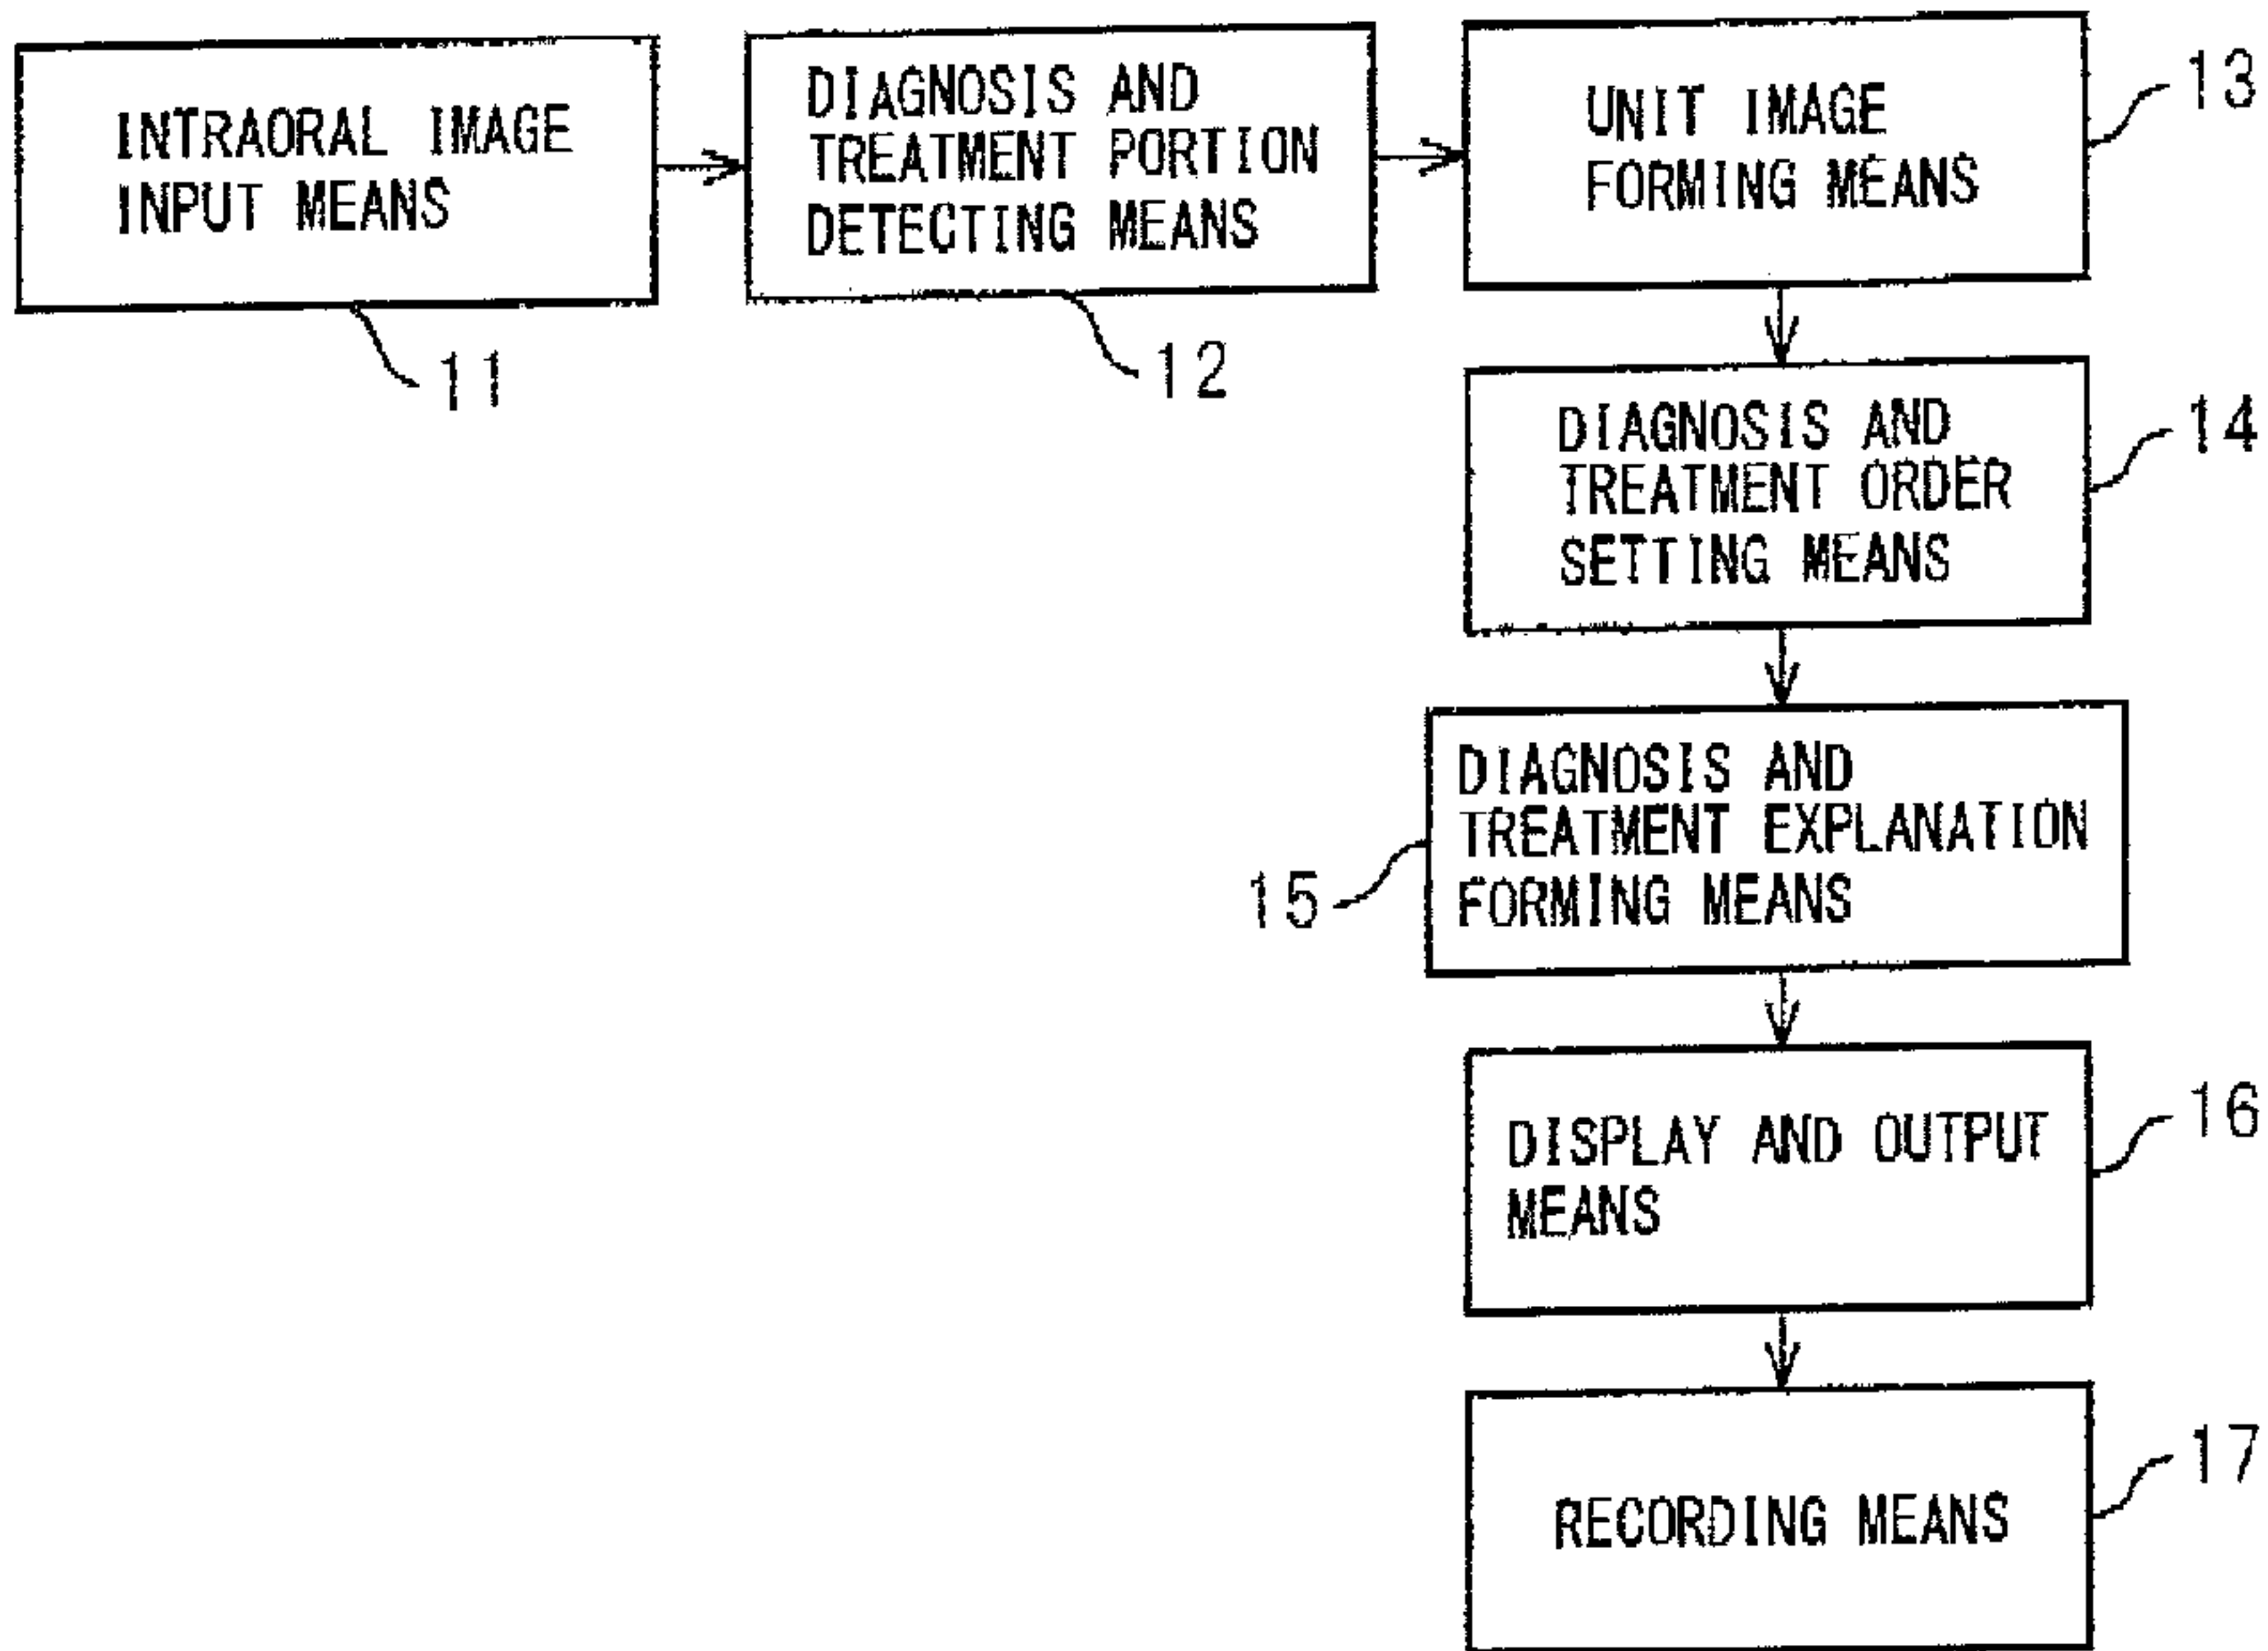 INTRAORAL IMAGE
INPUT MEANS
11
DIAGNOSIS AND
TREATMENT PORTION
DETECTING MEANS
12
UNIT IMAGE
FORMING MEANS
13
DIAGNOSIS AND
TREATMENT ORDER
SETTING MEANS
14
DIAGNOSIS AND
TREATMENT EXPLANATION
FORMING MEANS
15
DISPLAY AND OUTPUT
MEANS
16
RECORDING MEANS
17